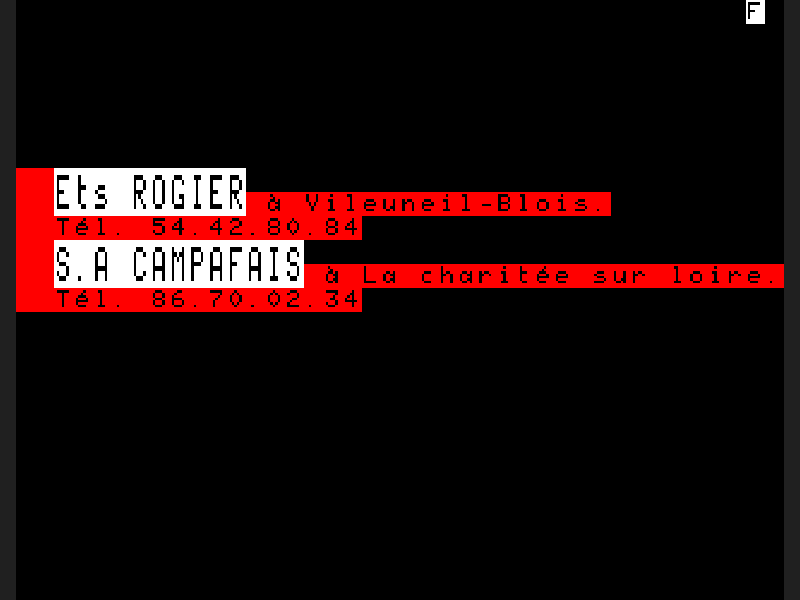 F
Ets ROGIER à Vileuneil-Blois.
Tél. 54.42.80.84
S.A CAMPAFAIS à La charitée sur loire.
Tél. 86.70.02.34